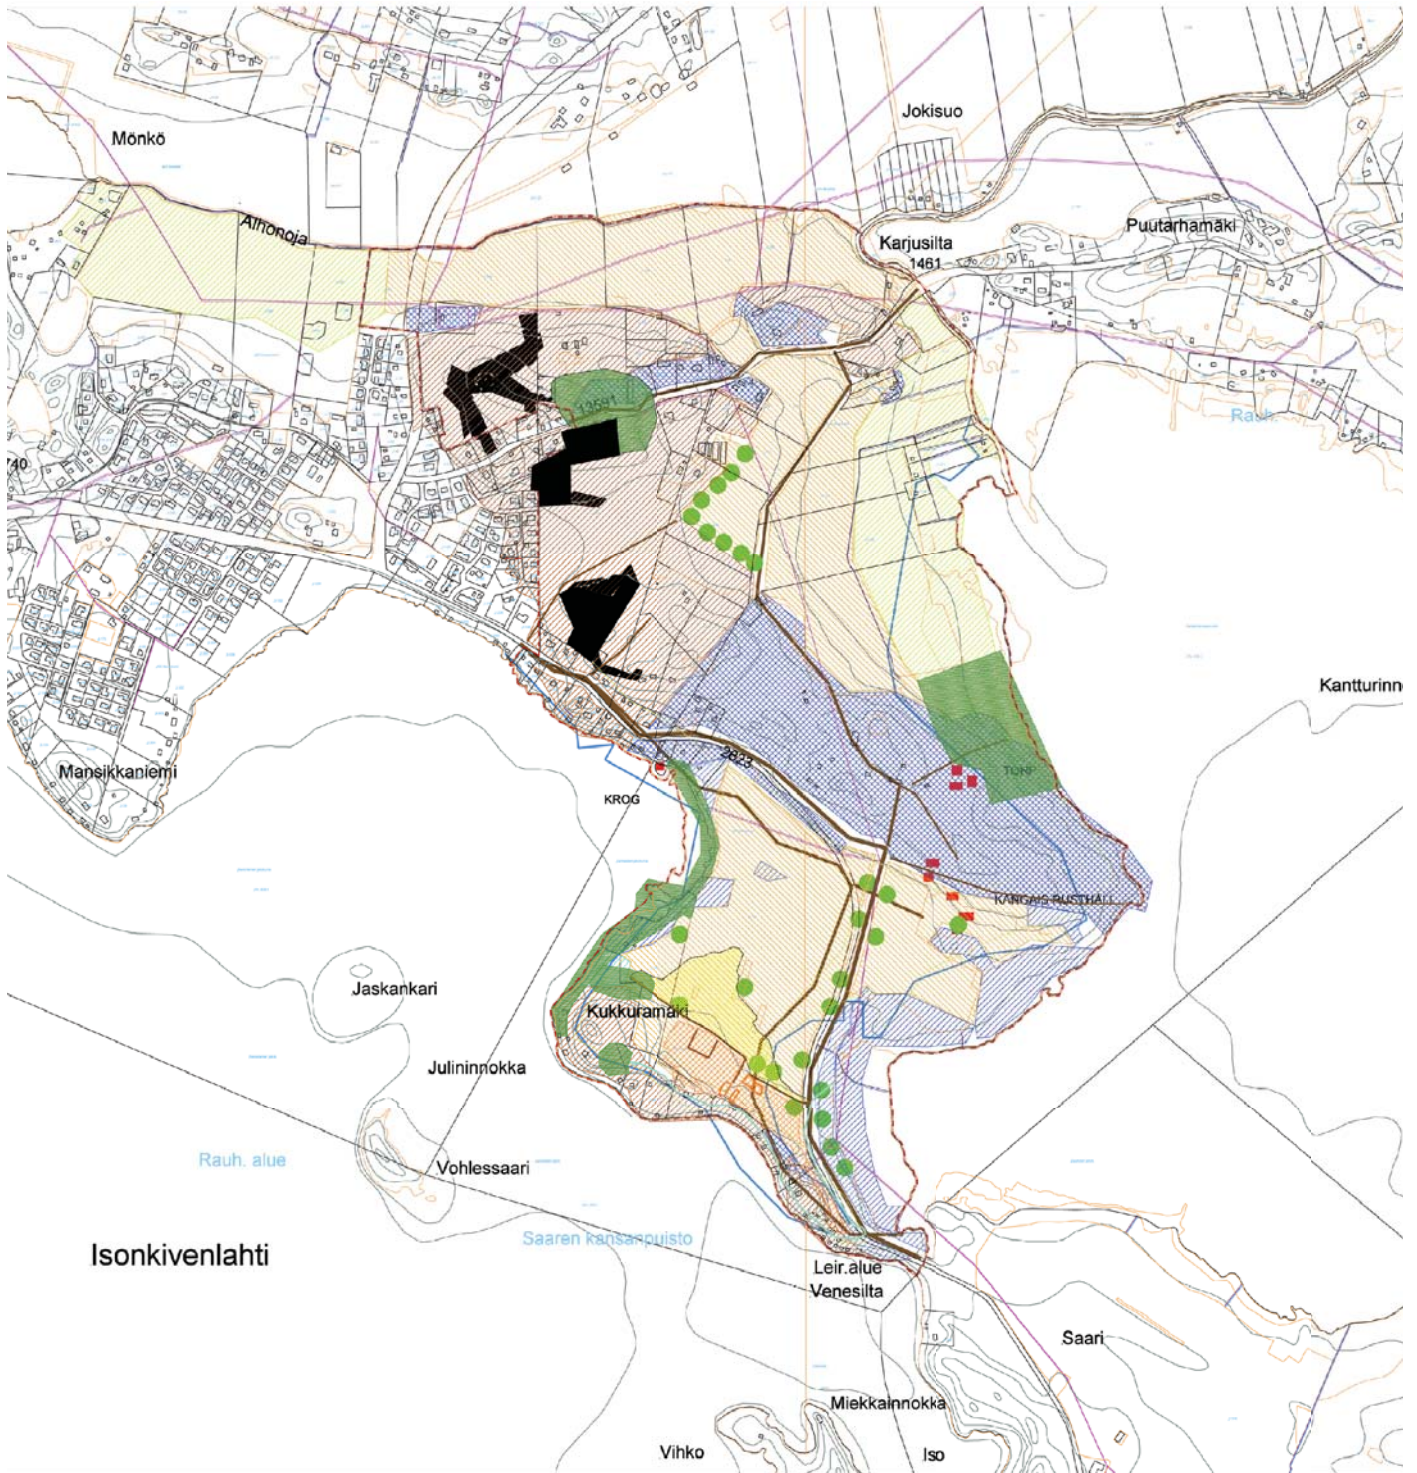 Jokisuo
Mönkö
Alhonoja
Puutarhamäki
Karjusilta
1461
13591
Rauh.
740
Kantturinn
2823
Mansikkaniemi
TORP
KROG
KANGAIS RUSTHÅLL
Jaskankari
Kukkuramäki
Julininnokka
Rauh. alue
Vohlessaari
Saaren kansanpuisto
Isonkivenlahti
Leir.alue
Venesilta
Saari
Miekkainnokka
Vihko
Iso